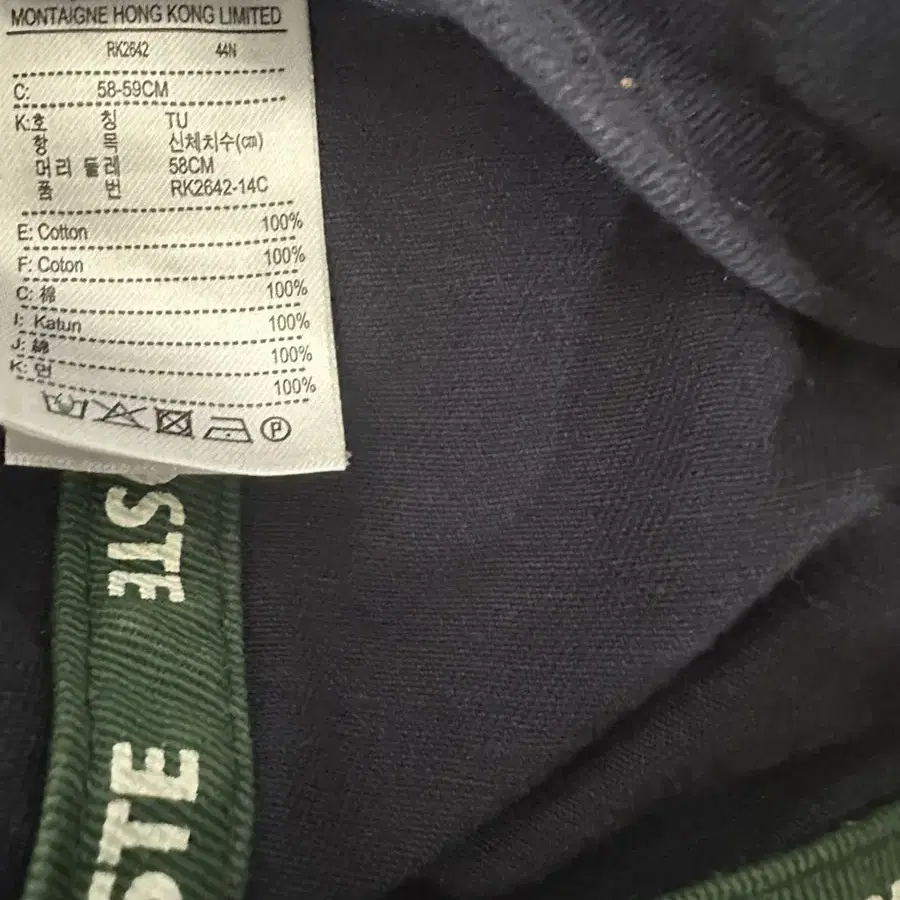 MONTAIGNE HONG KONG LIMITED
RK2642 44N
C: 58-59CM
K:호 칭 TU
항 목 신체치수(㎝)
머리 둘레 58CM
품 번 RK2642-14C
E: Cotton 100%
F: Coton 100%
C: 棉 100%
I: Katun 100%
J: 綿 100%
K: 면 100%
P
OSTE
STE